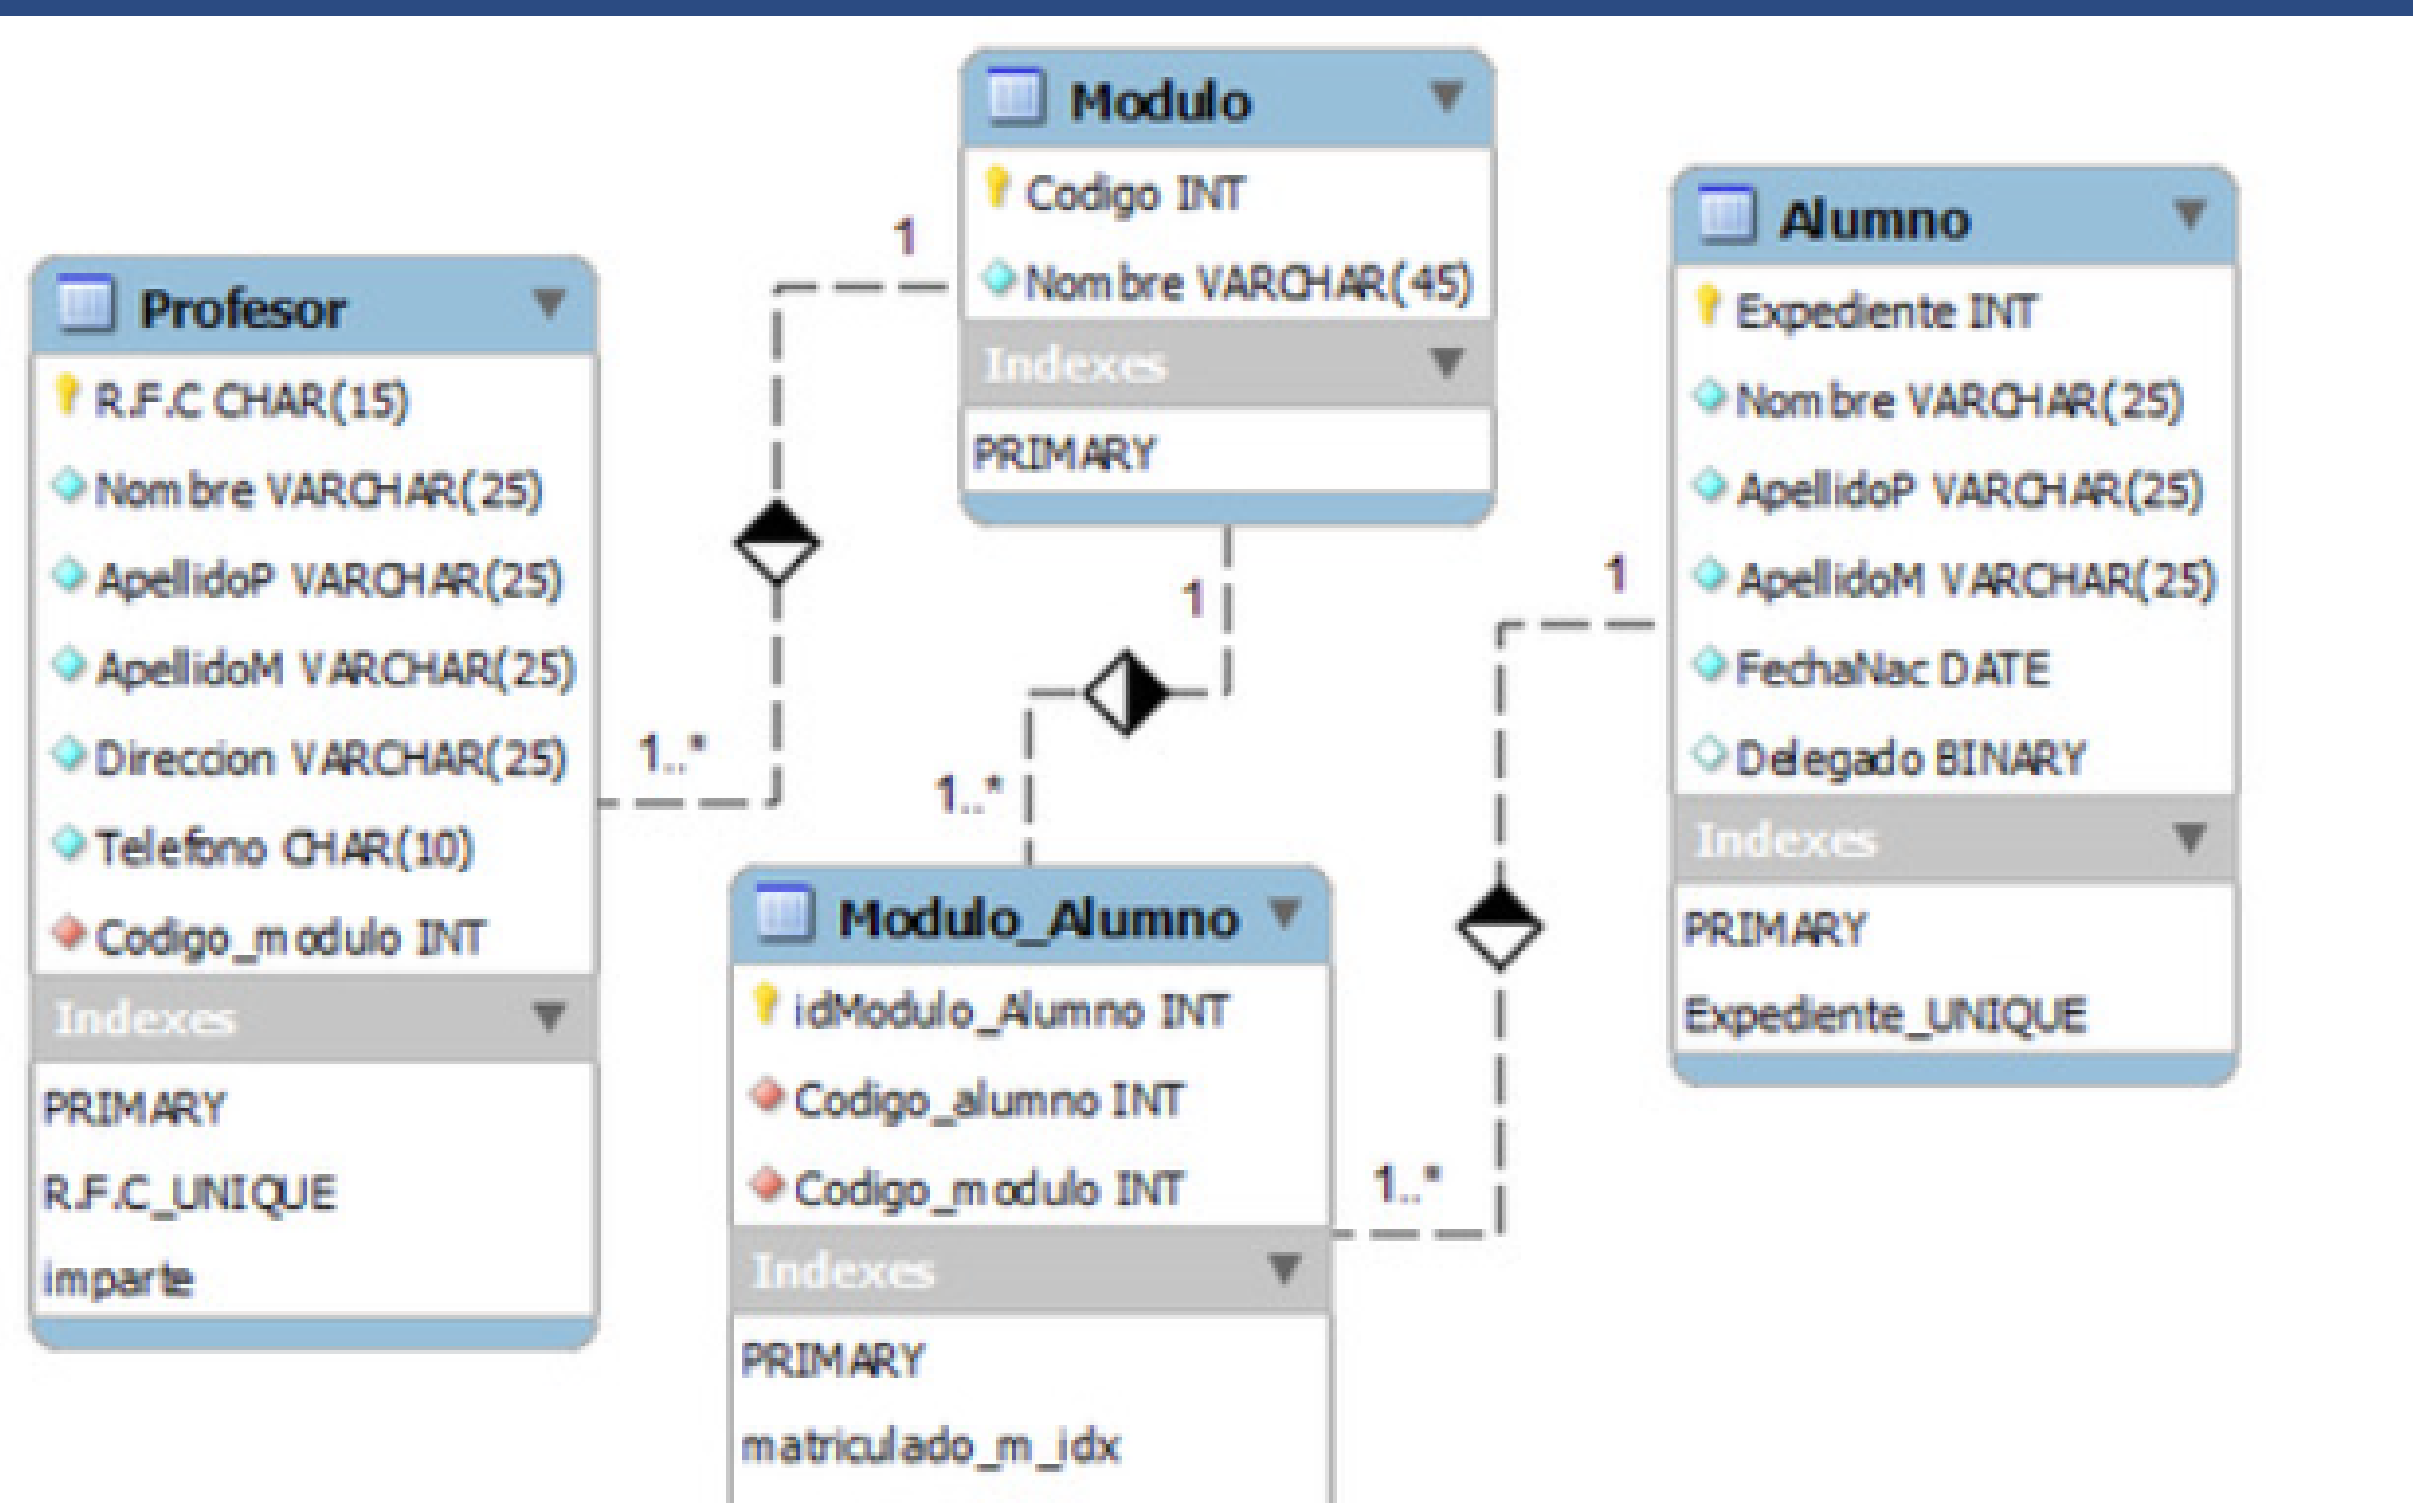 Modulo
Codigo INT
Nombre VARCHAR(45)
Indexes
PRIMARY
Profesor
R.F.C CHAR(15)
Nombre VARCHAR(25)
ApellidoP VARCHAR(25)
ApellidoM VARCHAR(25)
Direccion VARCHAR(25)
Telefono CHAR(10)
Codigo_modulo INT
Indexes
PRIMARY
R.F.C_UNIQUE
imparte
1
1..*
1
1..*
Modulo_Alumno
idModulo_Alumno INT
Codigo_alumno INT
Codigo_modulo INT
Indexes
PRIMARY
matriculado_m_idx
1
1..*
Alumno
Expediente INT
Nombre VARCHAR(25)
ApellidoP VARCHAR(25)
ApellidoM VARCHAR(25)
FechaNac DATE
Delegado BINARY
Indexes
PRIMARY
Expediente_UNIQUE